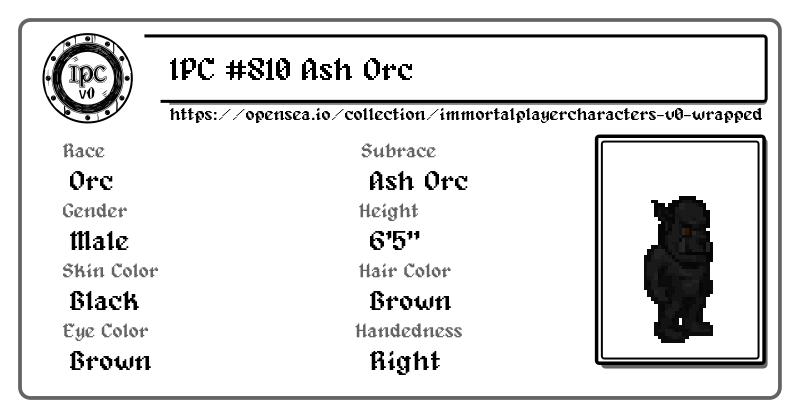 1PC #810 Ash Orc
1pc
v0
https://opensea.io/collection/immortalplayercharacters-v0-wrapped
Race
Subrace
Orc
Ash Orc
Gender
Height
Male
6'5"
Skin Color
Hair Color
Black
Brown
Eye Color
Handedness
Brown
Right